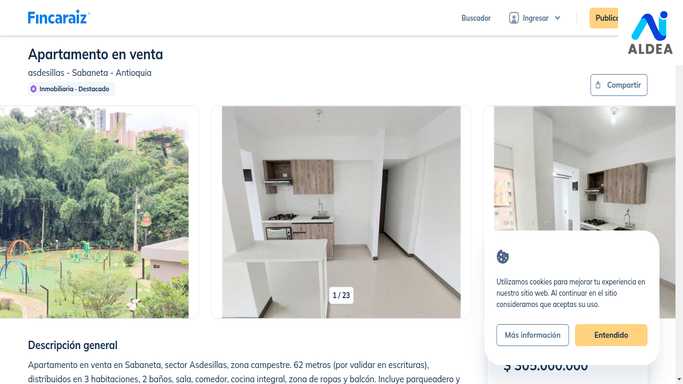 Fincaraiz
Buscador
Ingresar
Public
ALDEA
Apartamento en venta
asdesillas - Sabaneta - Antioquia
Inmobiliaria - Destacado
Compartir
1 / 23
Utilizamos cookies para mejorar tu experiencia en
nuestro sitio web. Al continuar en el sitio
consideramos que aceptas su uso.
Más información
Entendido
$ 305.000.000
Descripción general
Apartamento en venta en Sabaneta, sector Asdesillas, zona campestre. 62 metros (por validar en escrituras),
distribuidos en 3 habitaciones, 2 baños, sala, comedor, cocina integral, zona de ropas y balcón. Incluye parqueadero y